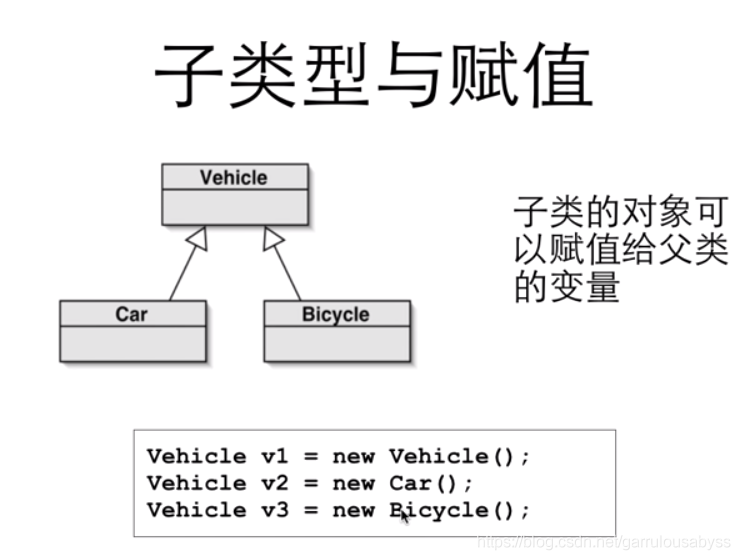 子类型与赋值
Vehicle
子类的对象可
以赋值给父类
的变量
Car
Bicycle
Vehicle v1 = new Vehicle();
Vehicle v2 = new Car();
Vehicle v3 = new Bicycle();
https://blog.csdn.net/garrulousabyss